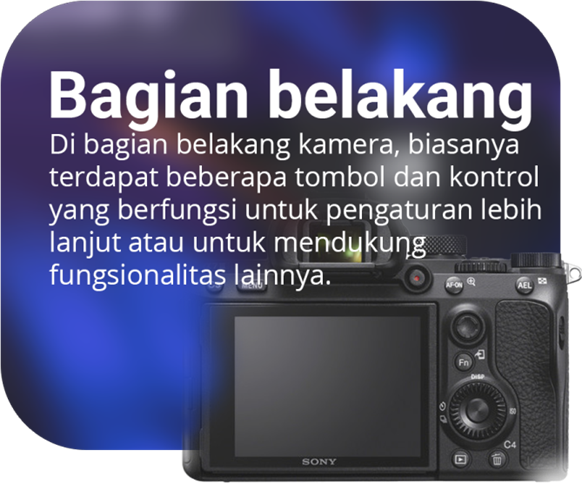 Bagian belakang
Di bagian belakang kamera, biasanya
terdapat beberapa tombol dan kontrol
yang berfungsi untuk pengaturan lebih
lanjut atau untuk mendukung
fungsionalitas lainnya.
MENU
AF-ON
AEL
Fn
DISP
C4
SONY